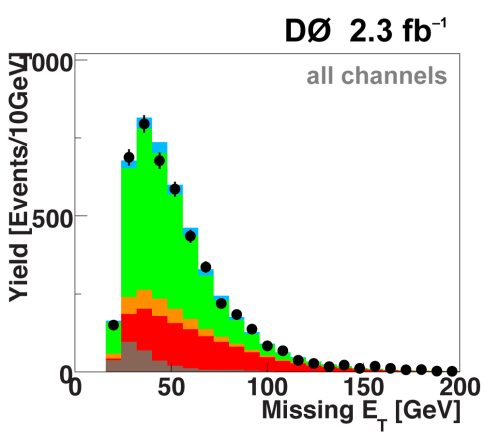 DØ 2.3 fb⁻¹
all channels
Yield [Events/10GeV]
1000
500
0
0 50 100 150 200
Missing E_T [GeV]